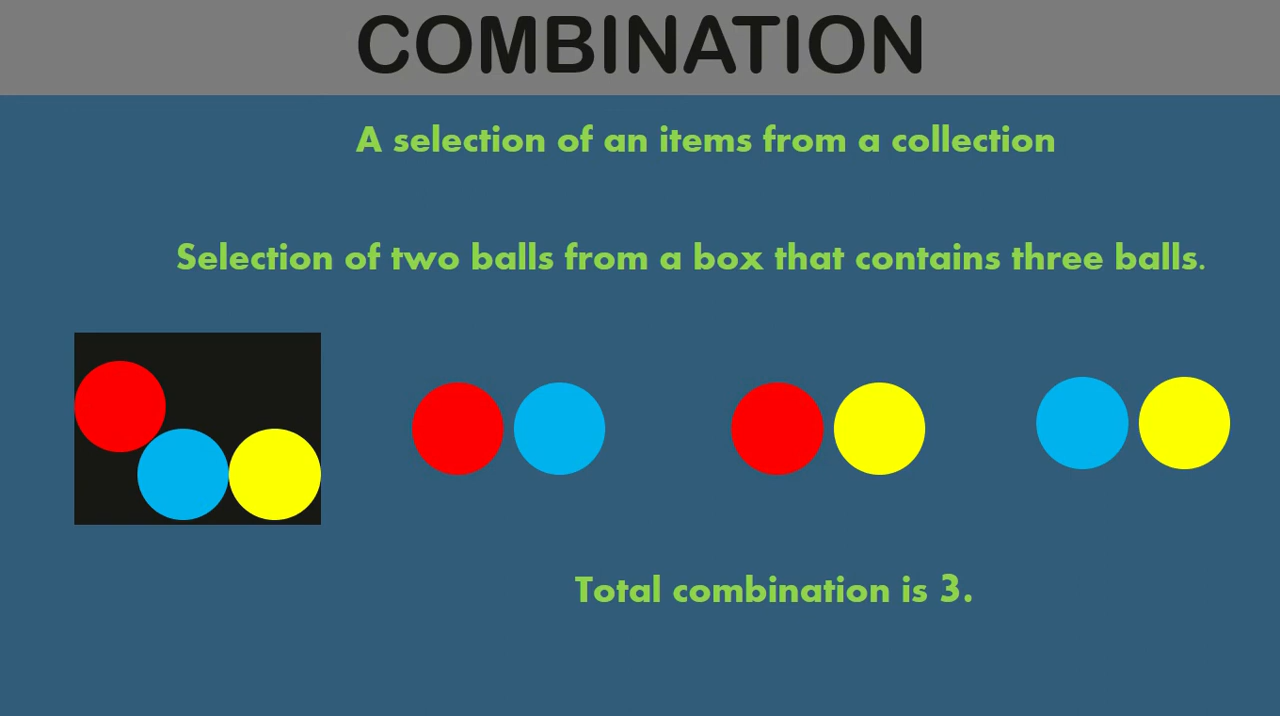 COMBINATION
A selection of an items from a collection
Selection of two balls from a box that contains three balls.
Total combination is 3.